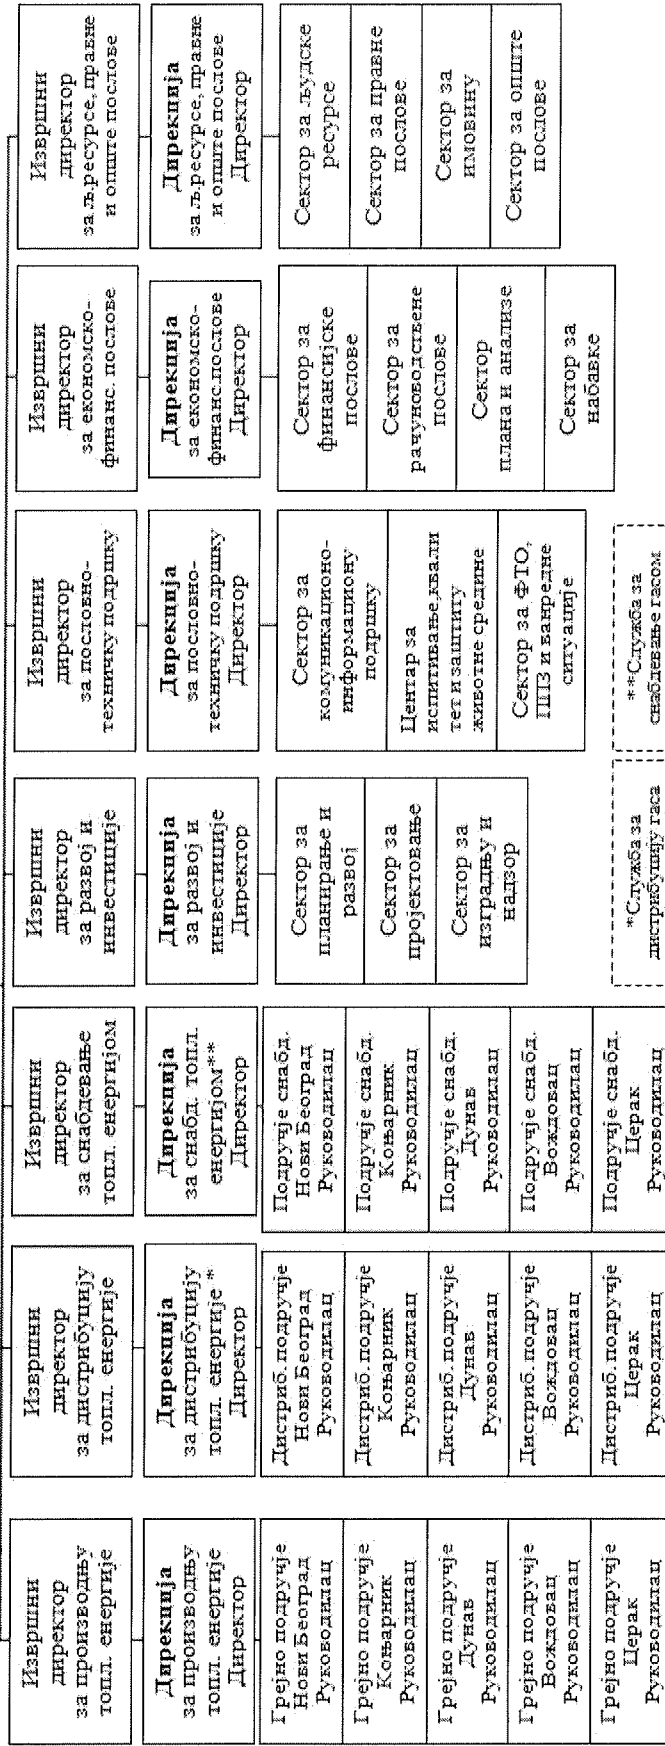 Извршни
директор
за производњу
топл. енергије
Дирекција
за производњу
топл. енергије
Директор
Грејно подручје
Нови Београд
Руководилац
Грејно подручје
Коњарник
Руководилац
Грејно подручје
Дунав
Руководилац
Грејно подручје
Вождовац
Руководилац
Грејно подручје
Церак
Руководилац
Извршни
директор
за дистрибуцију
топл. енергије
Дирекција
за дистрибуцију
топл. енергије *
Директор
Дистриб. подручје
Нови Београд
Руководилац
Дистриб. подручје
Коњарник
Руководилац
Дистриб. подручје
Дунав
Руководилац
Дистриб. подручје
Вождовац
Руководилац
Дистриб. подручје
Церак
Руководилац
Извршни
директор
за снабдевање
топл. енергијом
Дирекција
за снабд. топл.
енергијом**
Директор
Подручје снабд.
Нови Београд
Руководилац
Подручје снабд.
Коњарник
Руководилац
Подручје снабд.
Дунав
Руководилац
Подручје снабд.
Вождовац
Руководилац
Подручје снабд.
Церак
Руководилац
Извршни
директор
за развој и
инвестиције
Дирекција
за развој и
инвестиције
Директор
Сектор за
планирање и
развој
Сектор за
пројектовање
Сектор за
изградњу и
надзор
*Служба за
дистрибуцију гаса
Извршни
директор
за пословно-
техничку подршку
Дирекција
за пословно-
техничку подршку
Директор
Сектор за
комуникационо-
информациону
подршку
Центар за
испитивање,квали
тет и заштиту
животне средине
Сектор за ФТО,
ППЗ и ванредне
ситуације
**Служба за
снабдевање гасом
Извршни
директор
за економско-
финанс. послове
Дирекција
за економско-
финанс.послове
Директор
Сектор за
финансијске
послове
Сектор за
рачуноводствене
послове
Сектор
плана и анализе
Сектор за
набавке
Извршни
директор
за љ.ресурсе, правне
и опште послове
Дирекција
за љ.ресурсе, правне
и опште послове
Директор
Сектор за људске
ресурсе
Сектор за правне
послове
Сектор за
имовину
Сектор за опште
послове